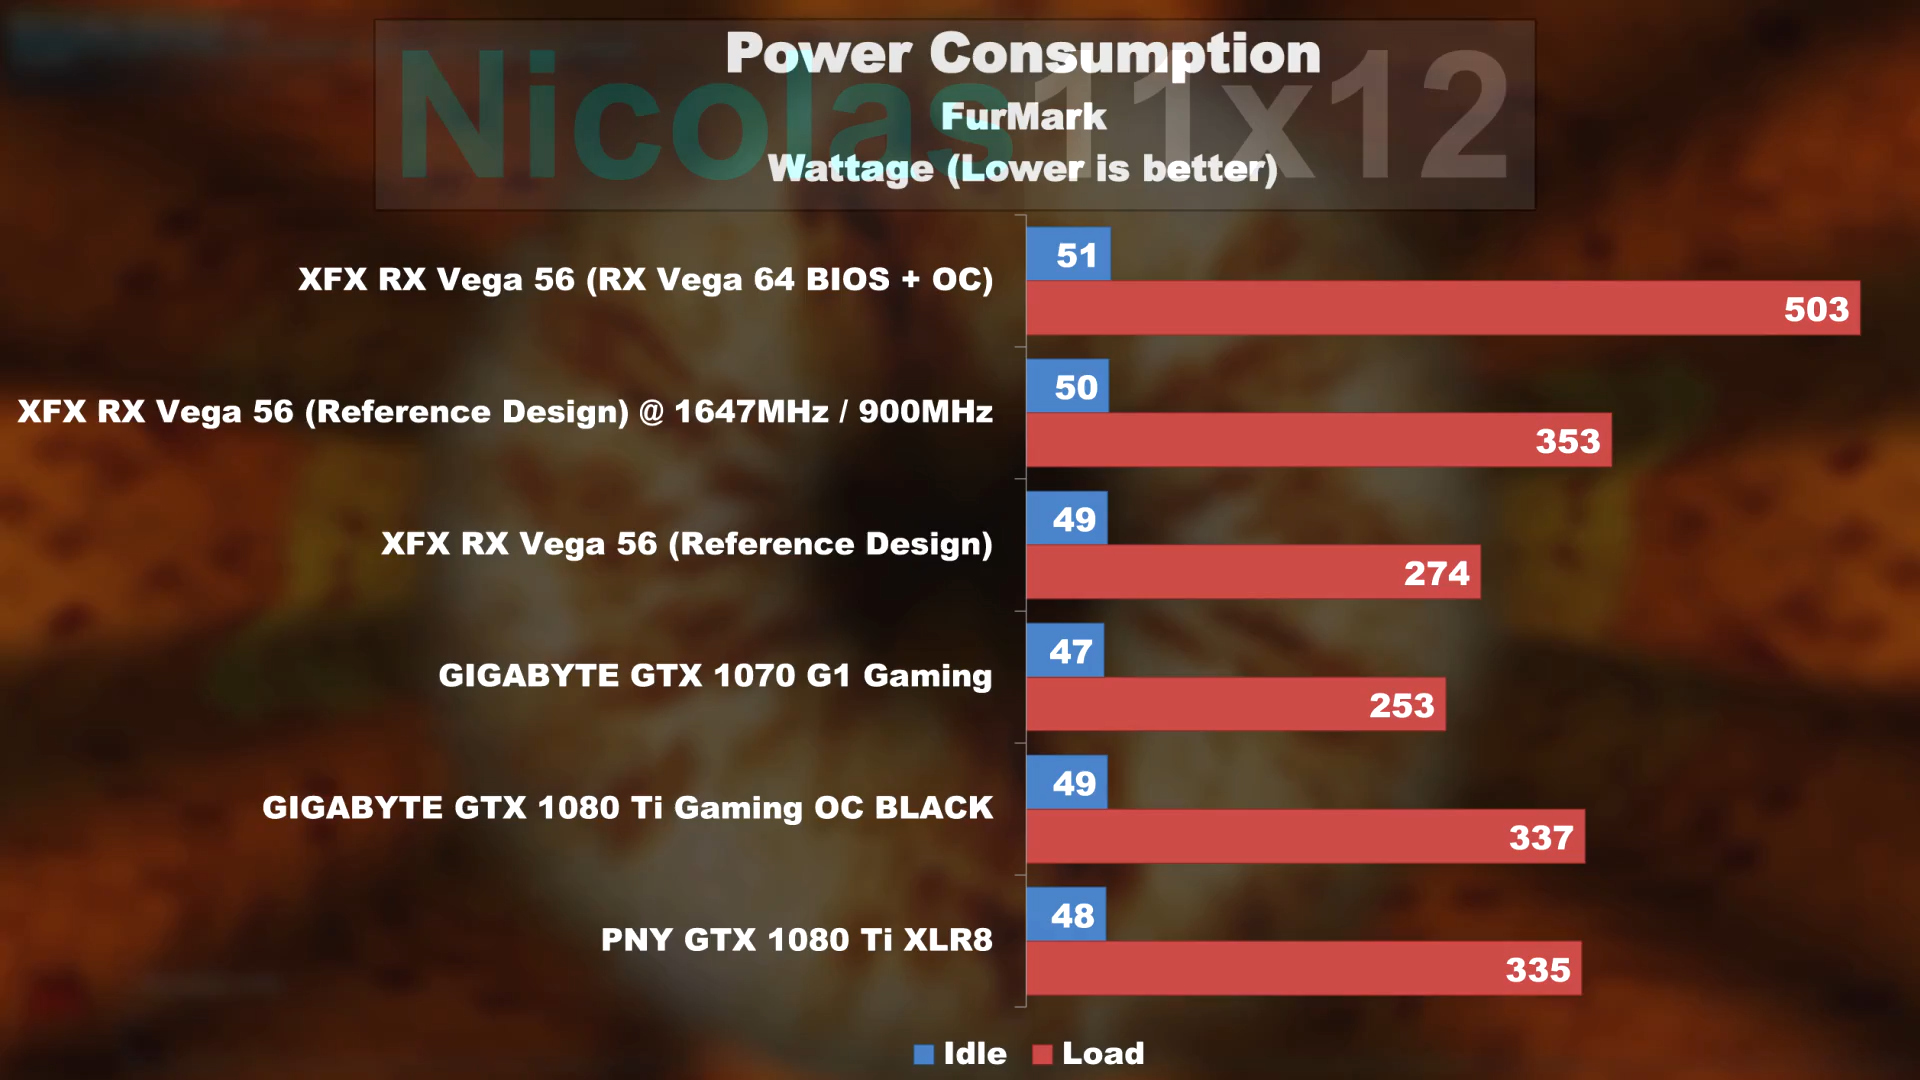 Power Consumption
Nicolas11x12
FurMark
Wattage (Lower is better)
XFX RX Vega 56 (RX Vega 64 BIOS + OC)
51
503
XFX RX Vega 56 (Reference Design) @ 1647MHz / 900MHz
50
353
XFX RX Vega 56 (Reference Design)
49
274
GIGABYTE GTX 1070 G1 Gaming
47
253
GIGABYTE GTX 1080 Ti Gaming OC BLACK
49
337
PNY GTX 1080 Ti XLR8
48
335
Idle Load